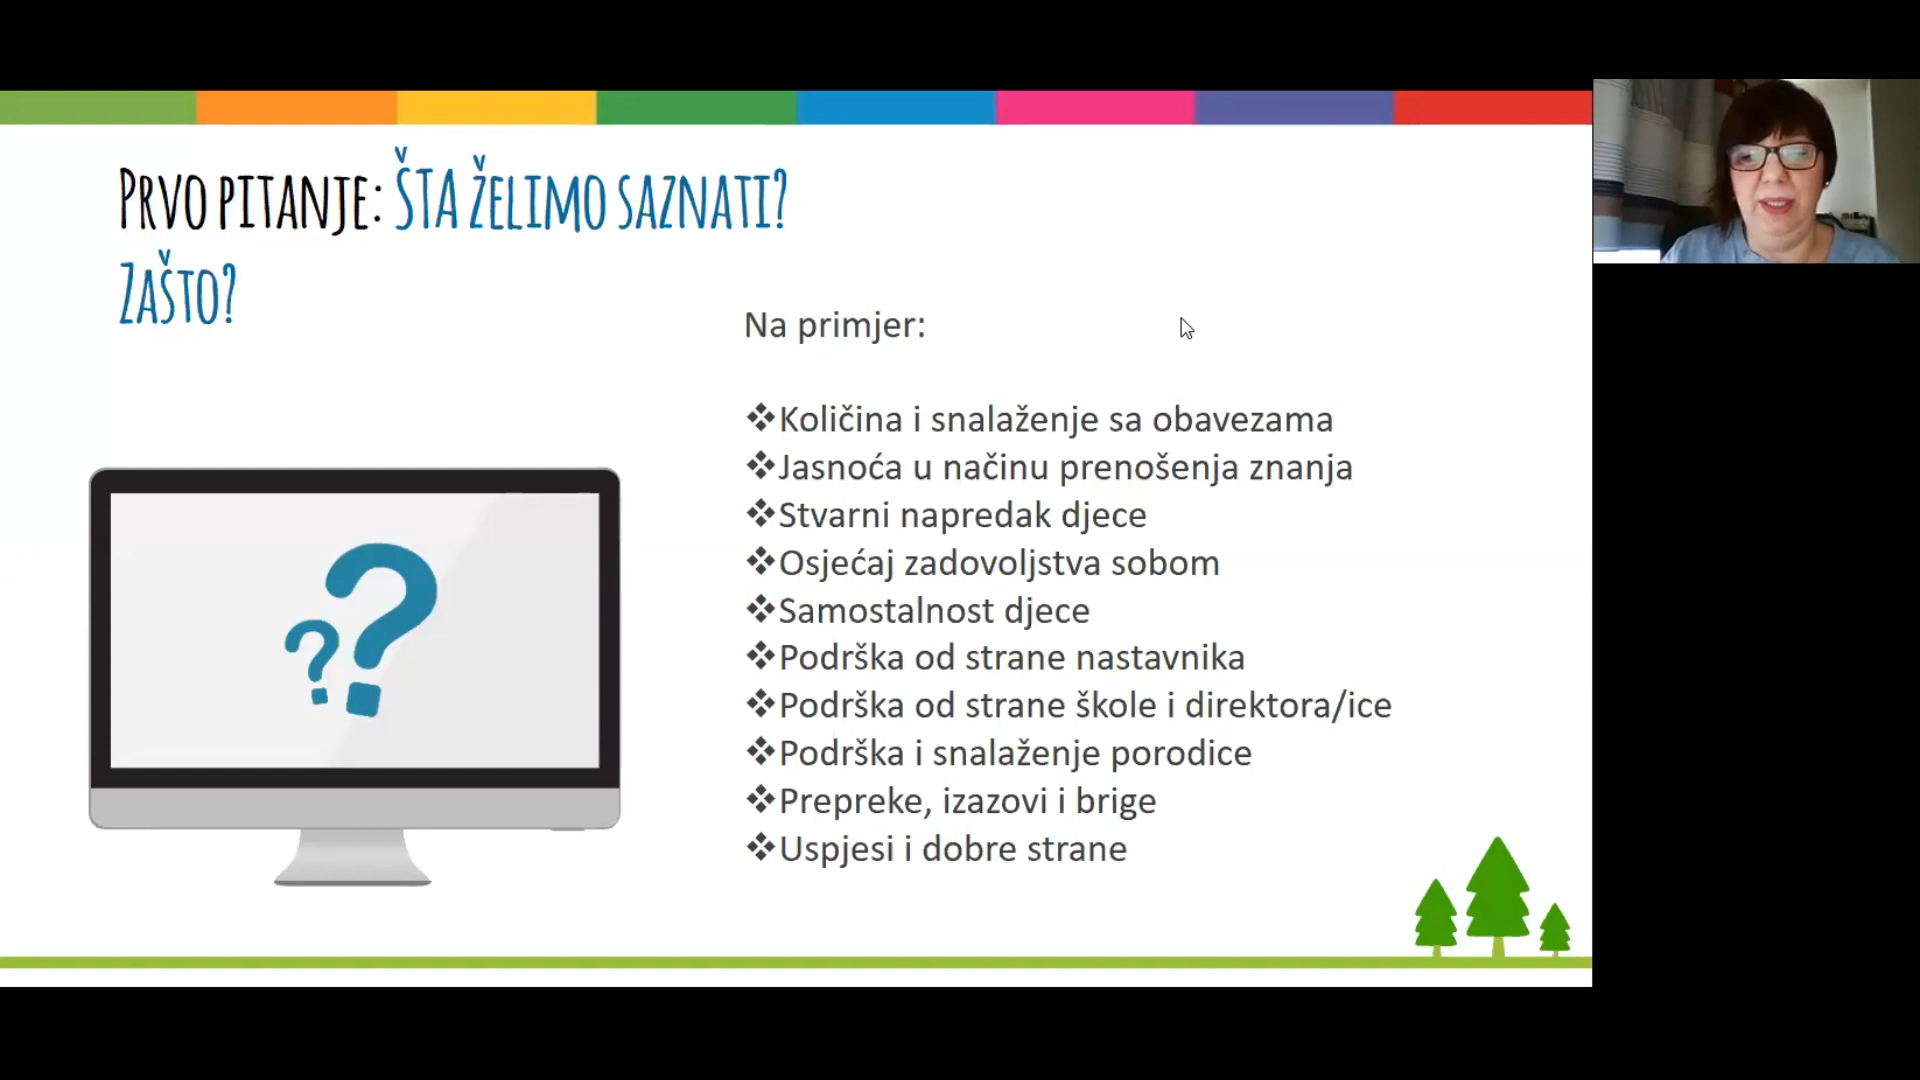 PRVO PITANJE: ŠTA ŽELIMO SAZNATI?
ZAŠTO?
Na primjer:
❖Količina i snalaženje sa obavezama
❖Jasnoća u načinu prenošenja znanja
❖Stvarni napredak djece
❖Osjećaj zadovoljstva sobom
❖Samostalnost djece
❖Podrška od strane nastavnika
❖Podrška od strane škole i direktora/ice
❖Podrška i snalaženje porodice
❖Prepreke, izazovi i brige
❖Uspjesi i dobre strane
? ?